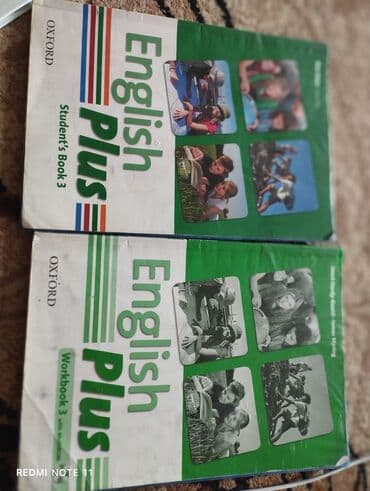 OXFORD
English
Plus
Student's Book 3
OXFORD
English
Plus
Workbook 3
REDMI NOTE 11